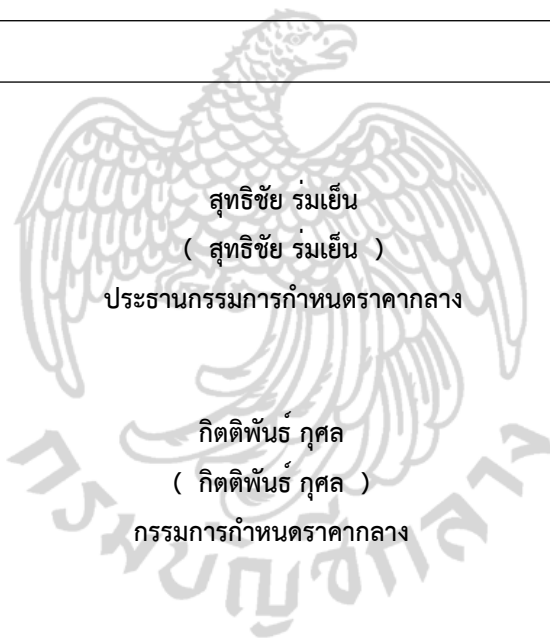 สุทธิชัย ร่มเย็น
( สุทธิชัย ร่มเย็น )
ประธานกรรมการกำหนดราคากลาง
กิตติพันธ์ กุศล
( กิตติพันธ์ กุศล )
กรรมการกำหนดราคากลาง
กรมบัญชีกลาง